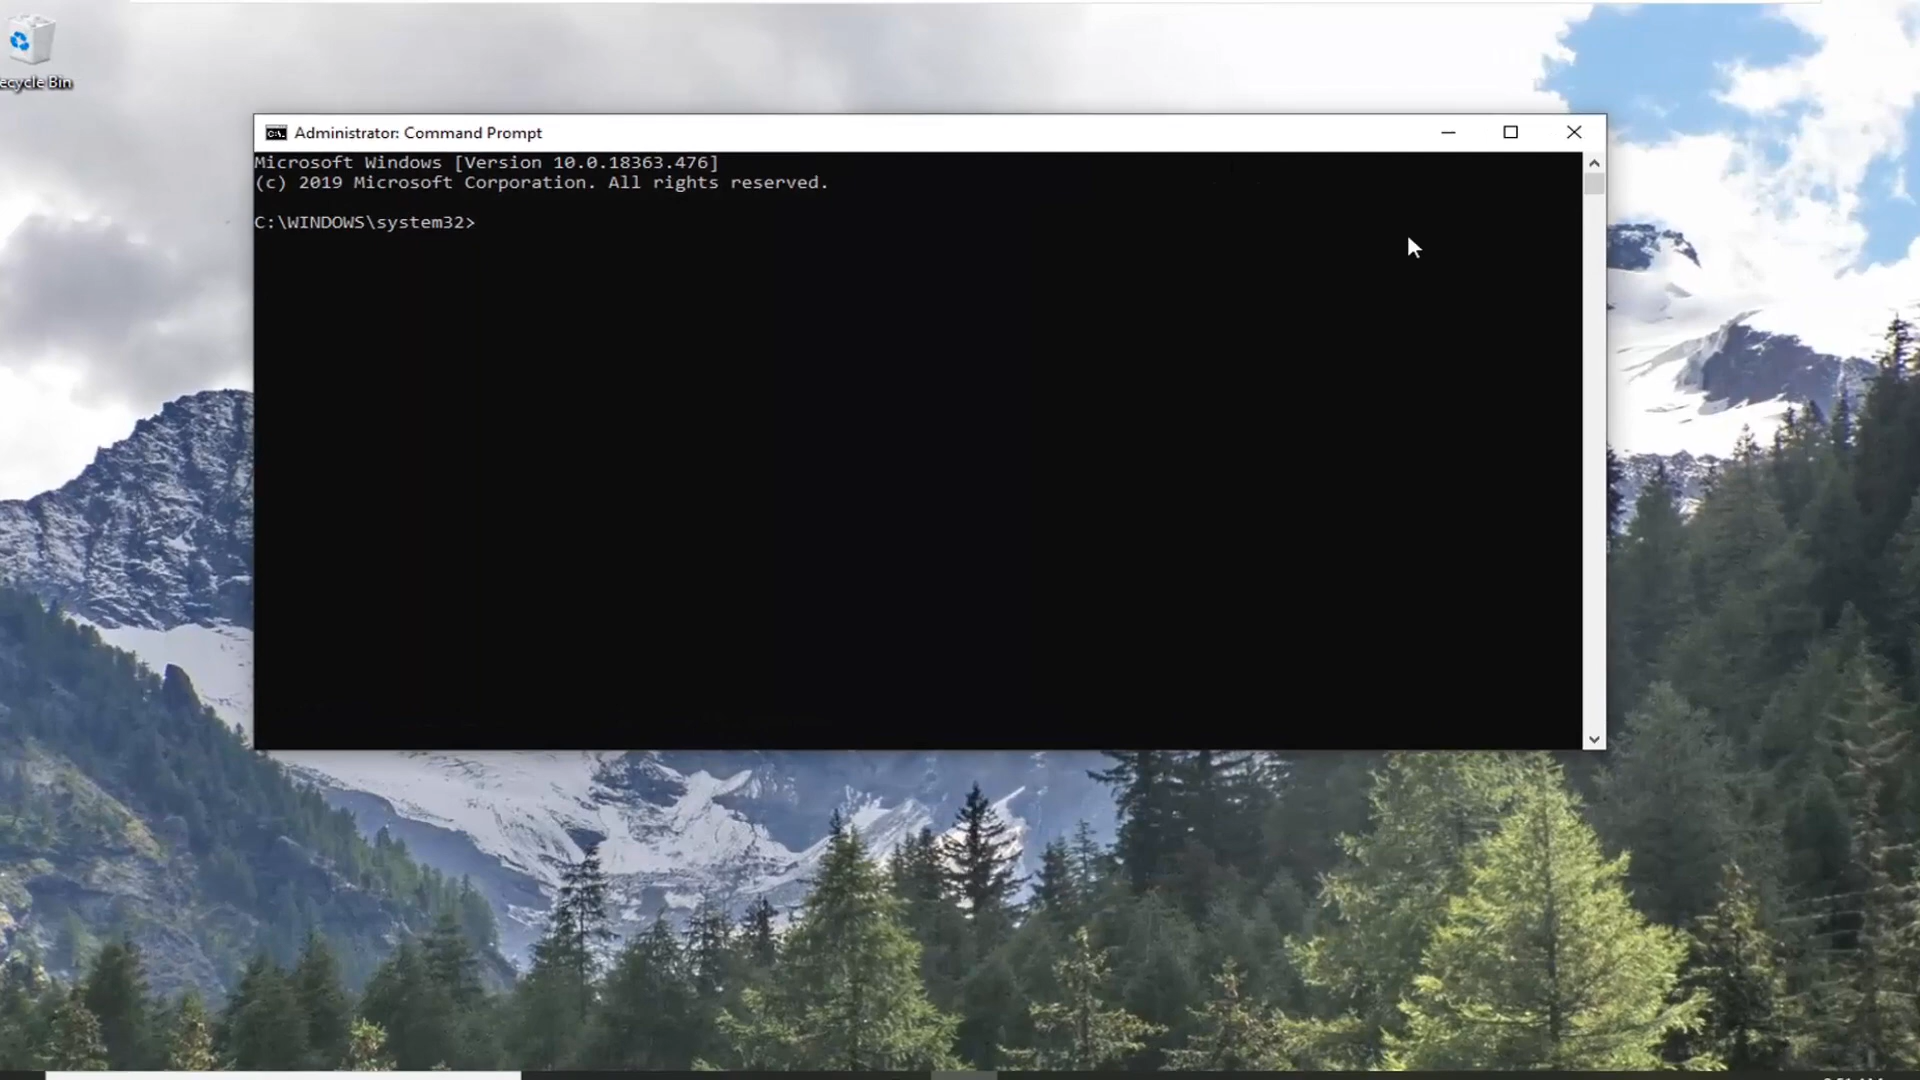 ecycle Bin
Administrator: Command Prompt
Microsoft Windows [Version 10.0.18363.476]
(c) 2019 Microsoft Corporation. All rights reserved.
C:\WINDOWS\system32>